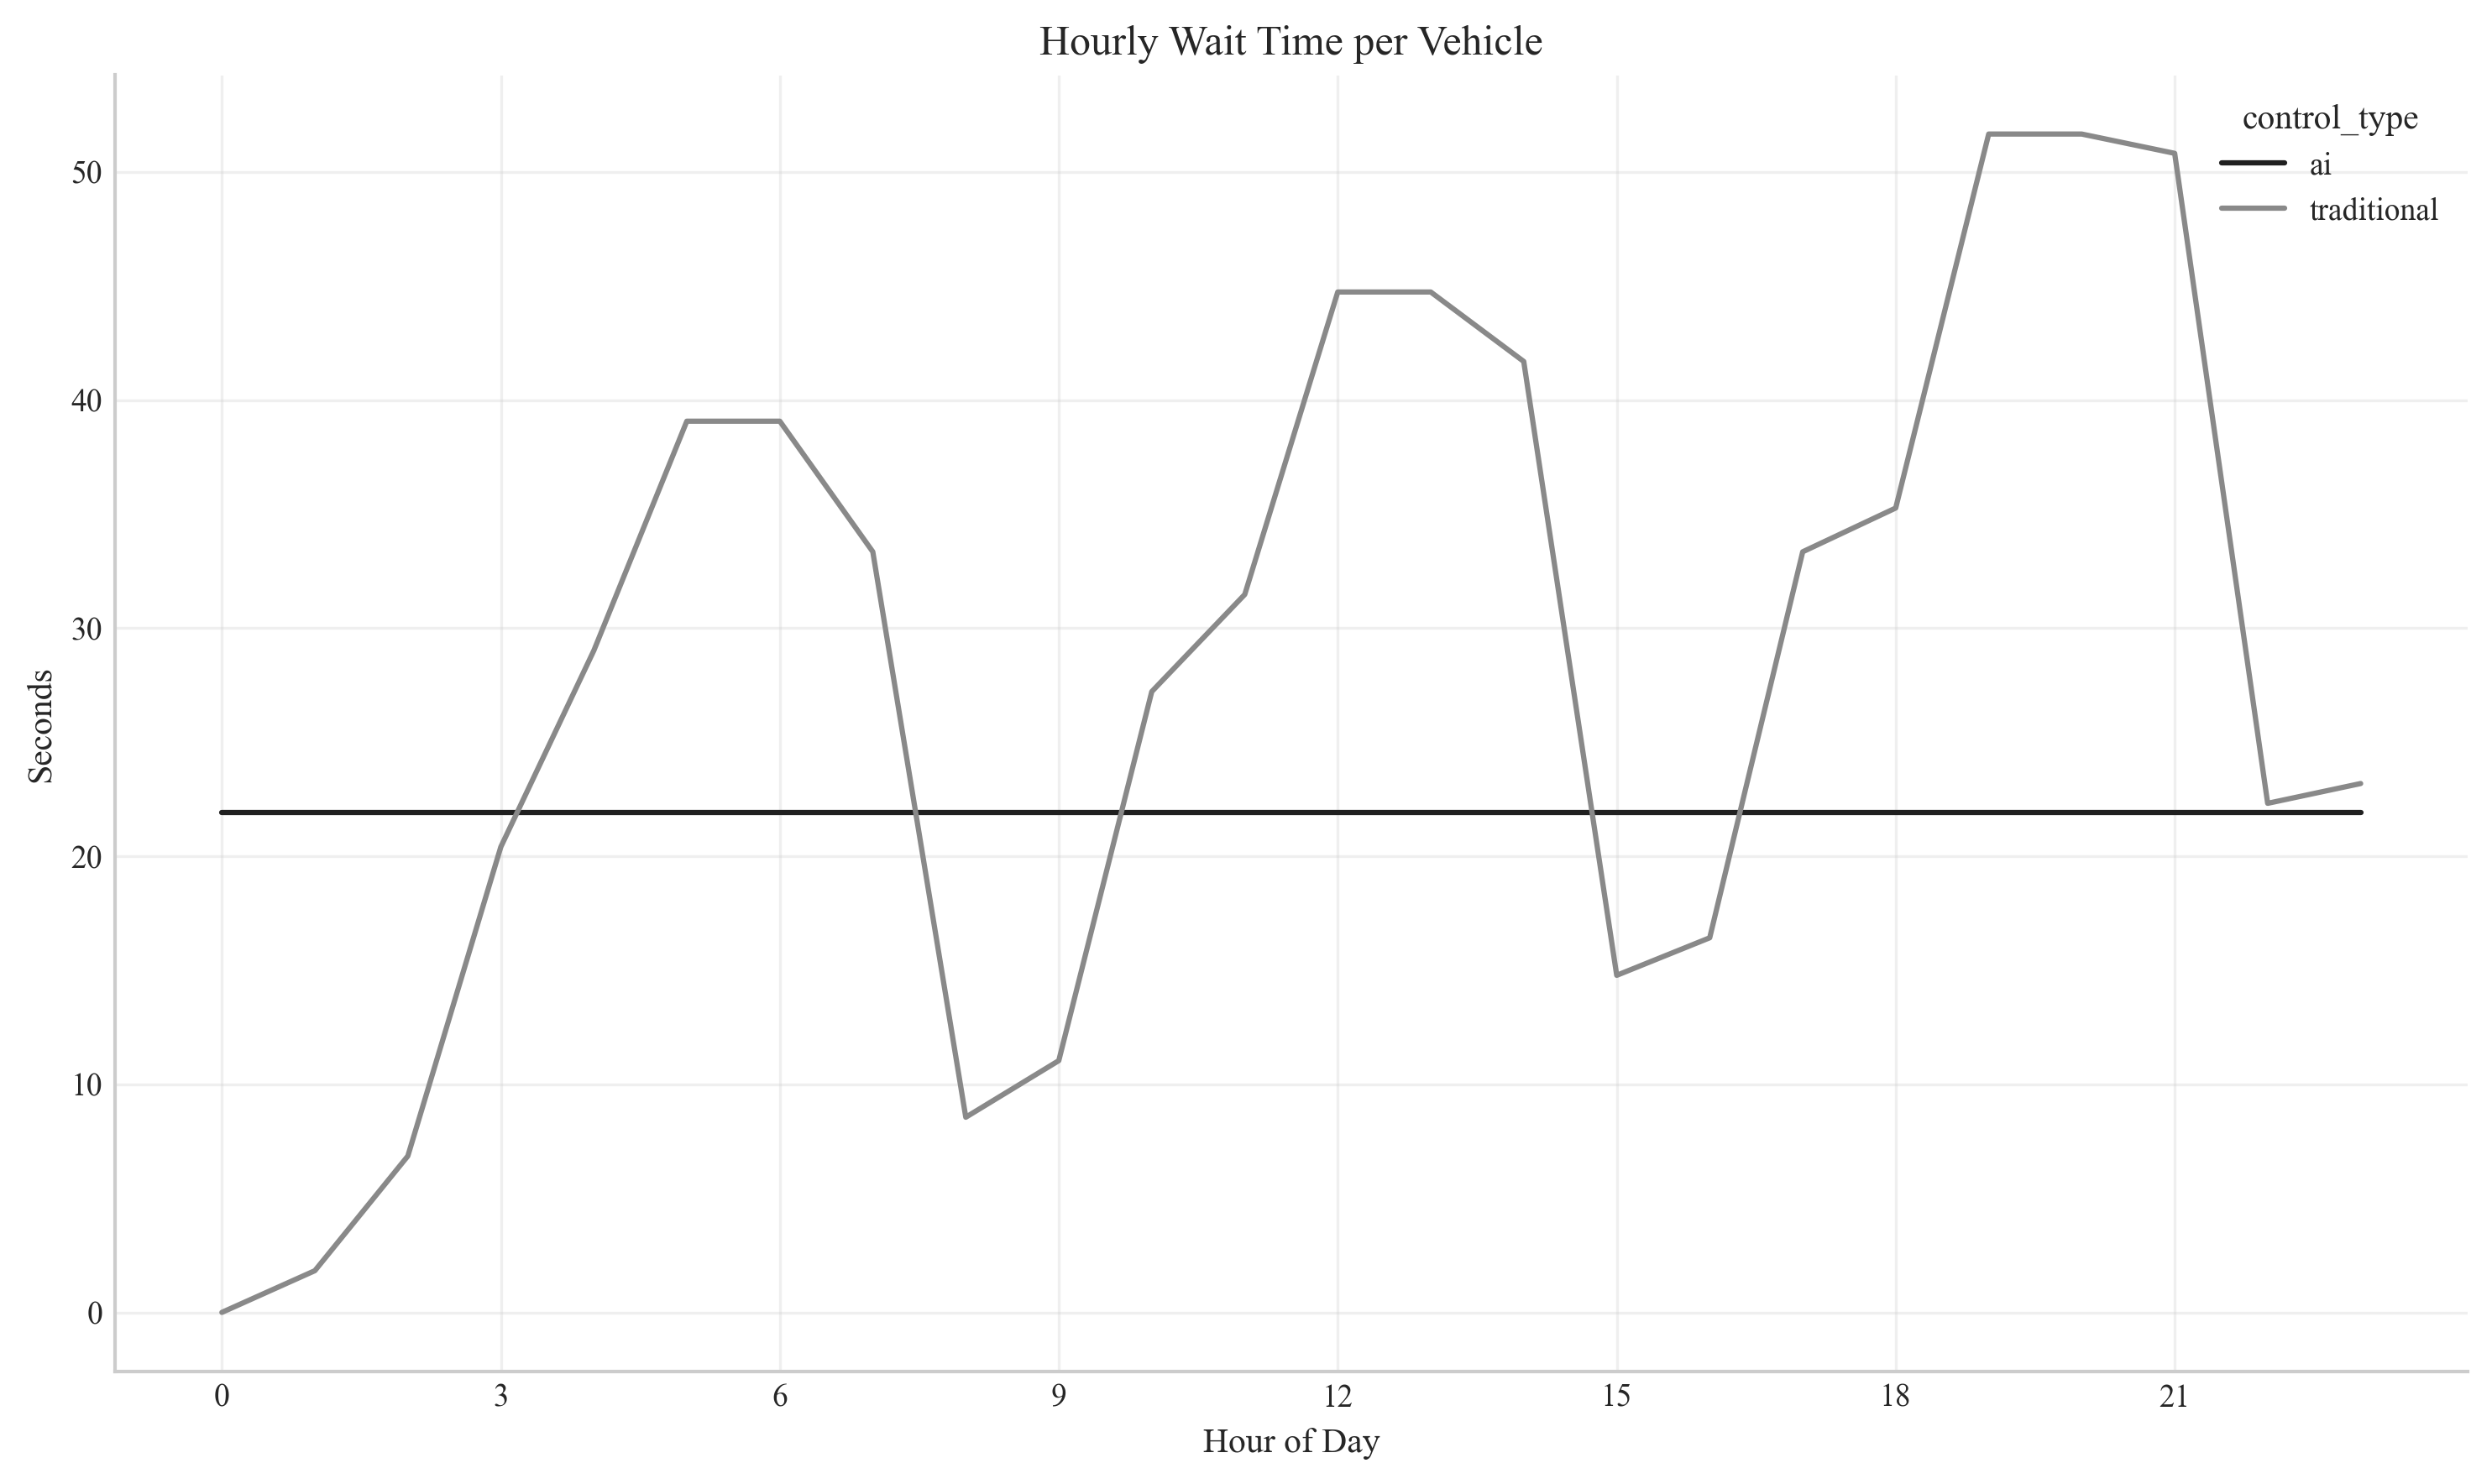 Hourly Wait Time per Vehicle
control_type
ai
traditional
50
40
30
20
10
0
Seconds
0 3 6 9 12 15 18 21
Hour of Day